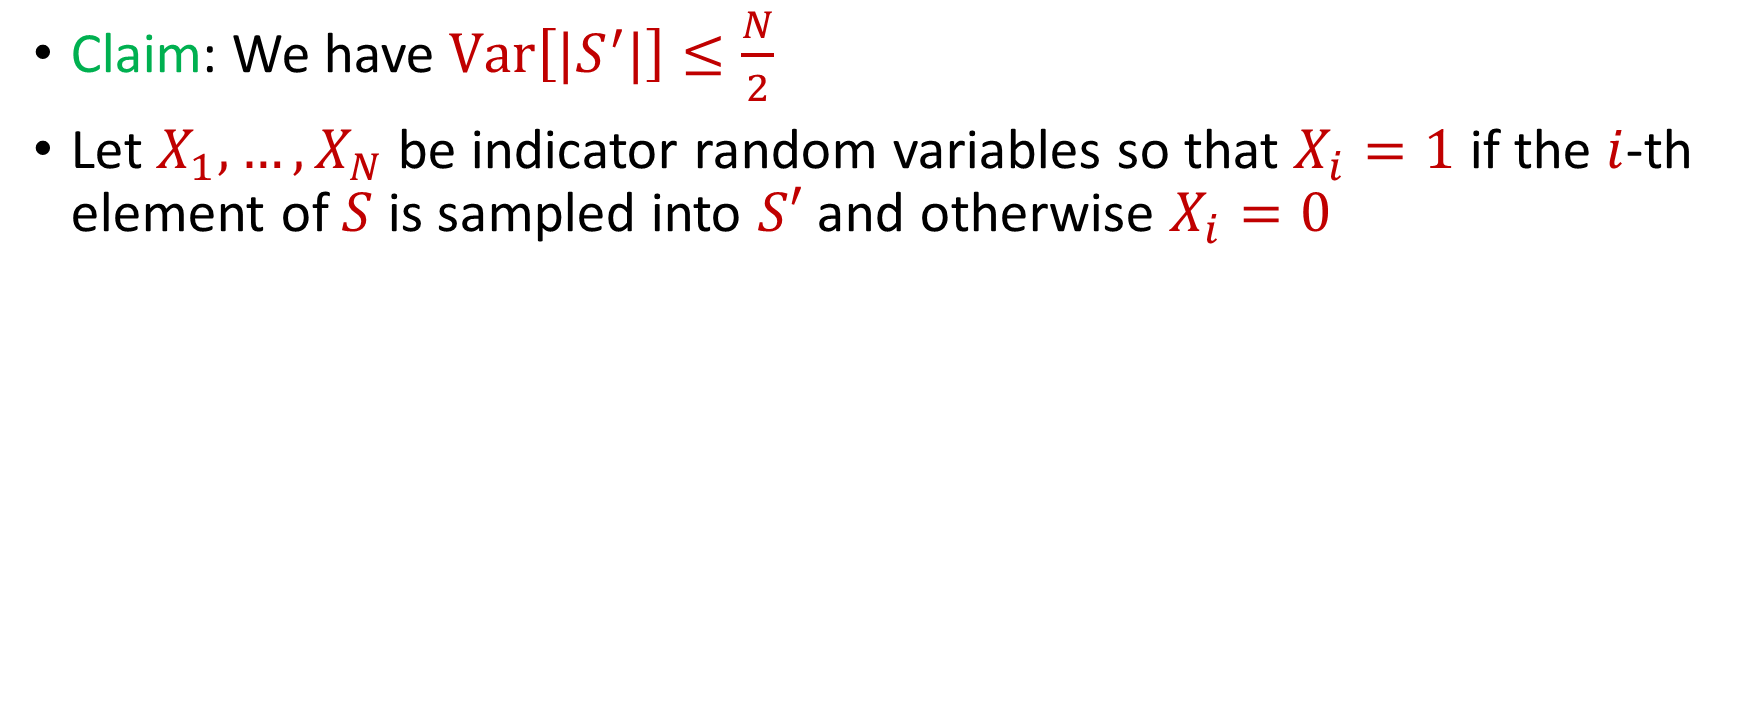 • Claim: We have Var[|S′|] ≤ N/2
• Let X₁, … , X_N be indicator random variables so that X_i = 1 if the i-th
element of S is sampled into S′ and otherwise X_i = 0